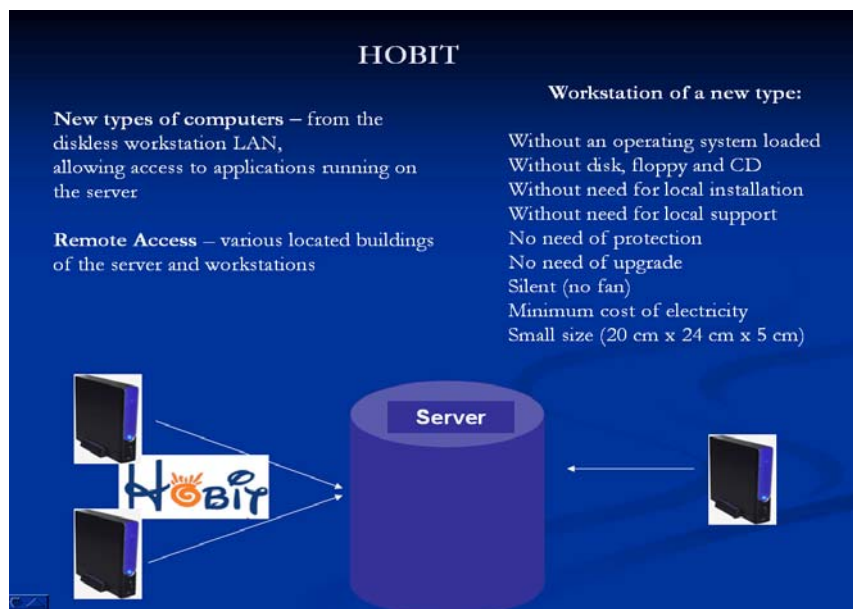 HOBIT
New types of computers – from the
diskless workstation LAN,
allowing access to applications running on
the server
Remote Access – various located buildings
of the server and workstations
Workstation of a new type:
Without an operating system loaded
Without disk, floppy and CD
Without need for local installation
Without need for local support
No need of protection
No need of upgrade
Silent (no fan)
Minimum cost of electricity
Small size (20 cm x 24 cm x 5 cm)
Server
HOBIT